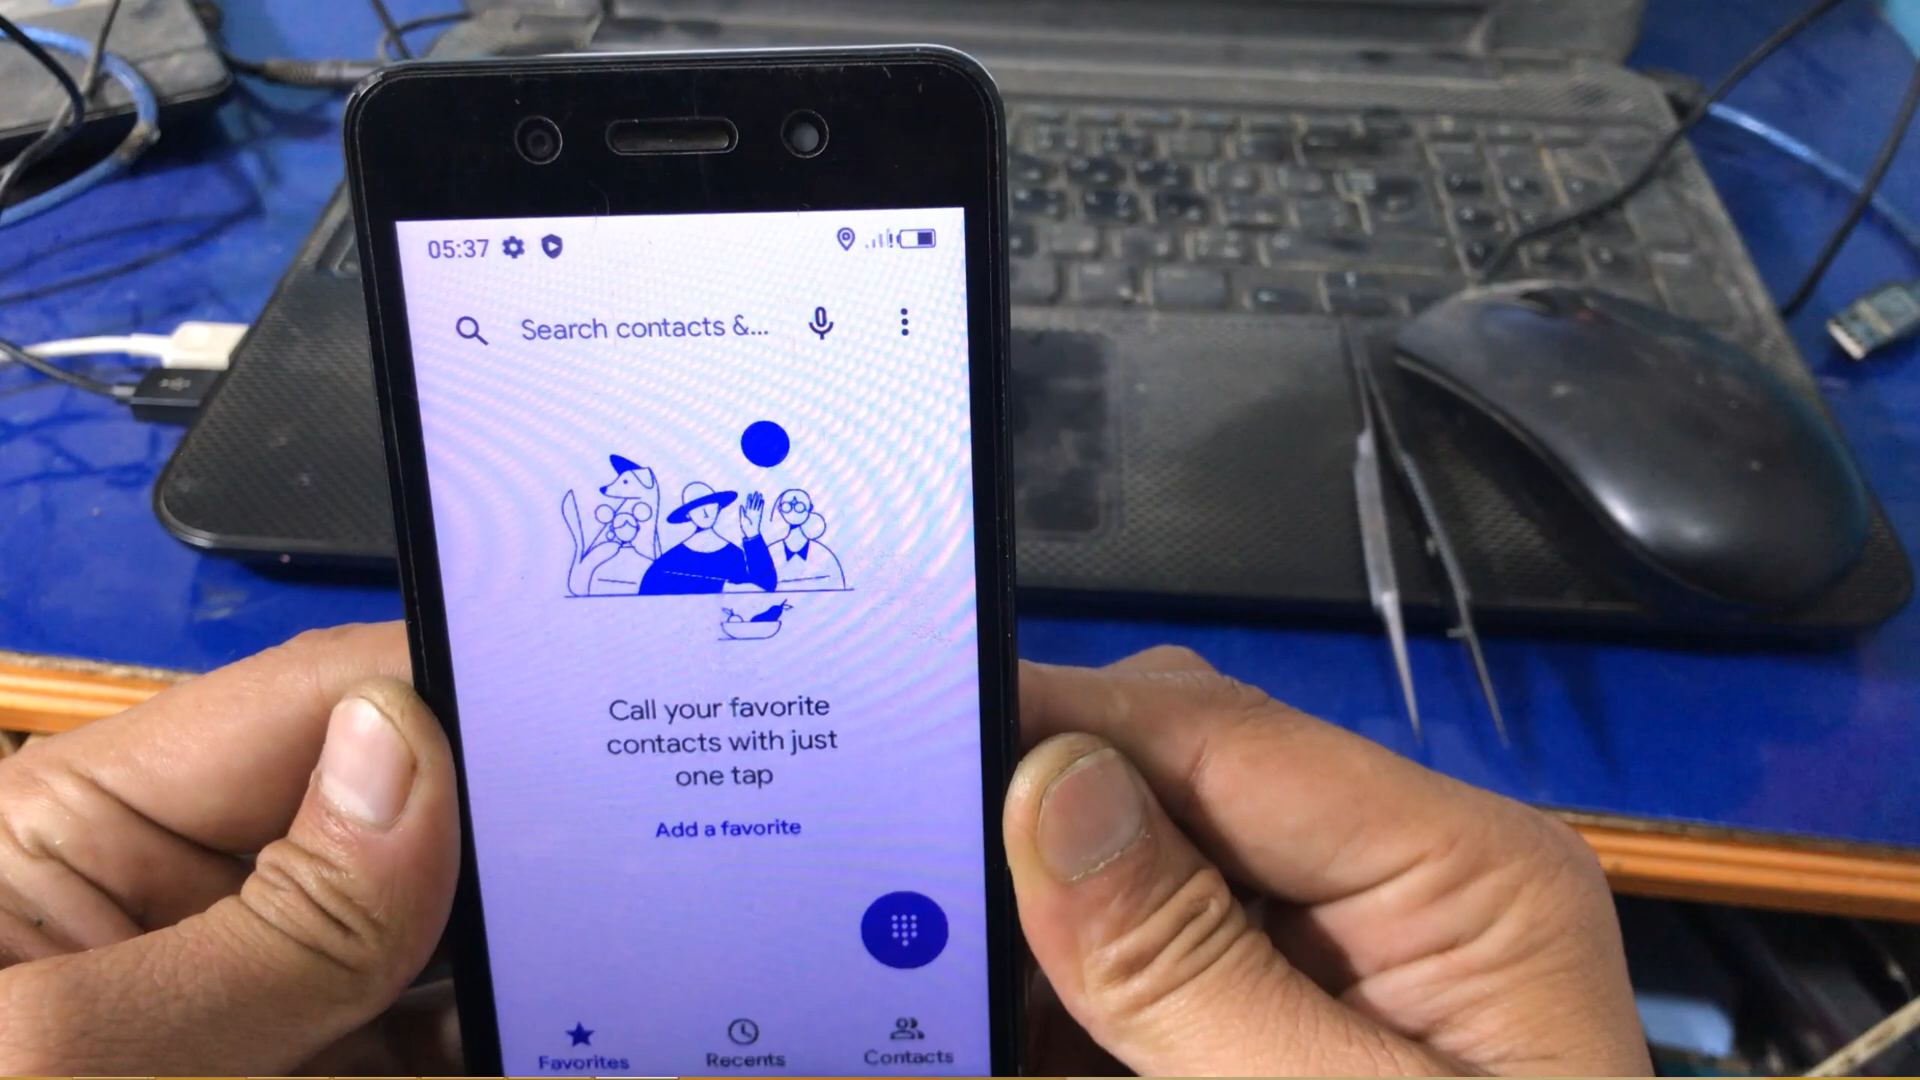 05:37
Search contacts &...
Call your favorite
contacts with just
one tap
Add a favorite
Favorites
Recents
Contacts